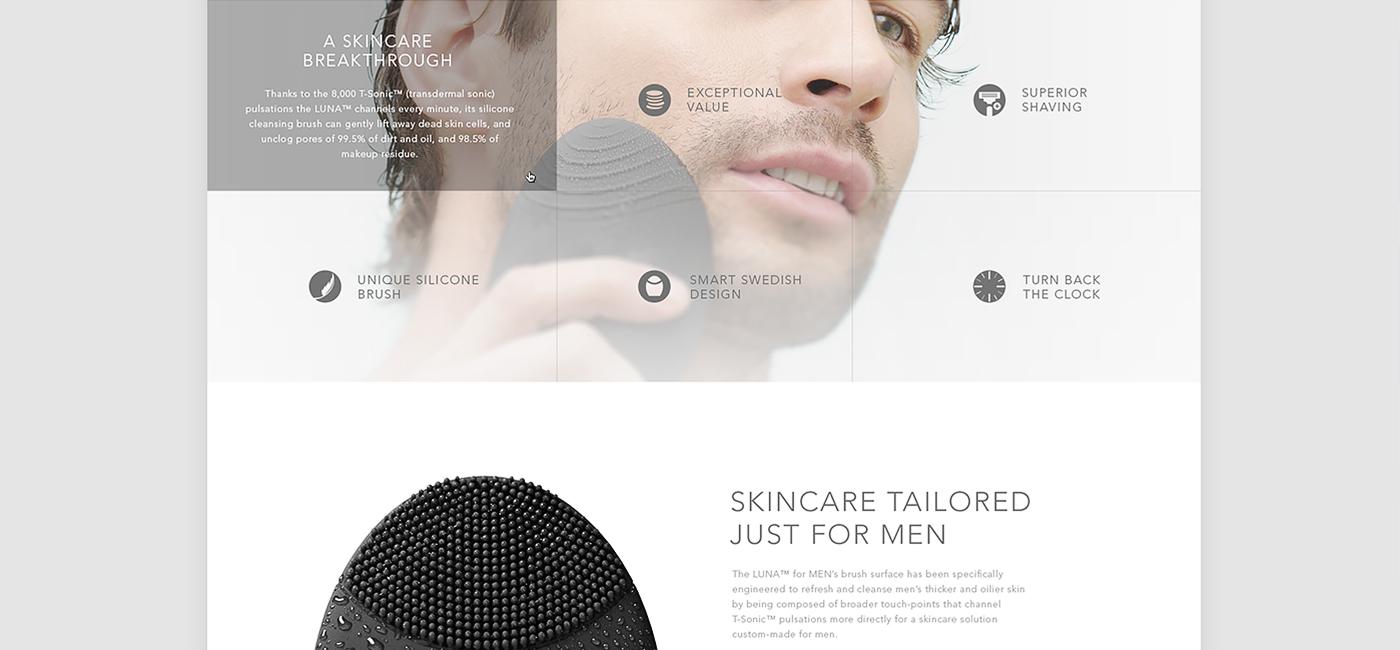 A SKINCARE
BREAKTHROUGH
Thanks to the 8,000 T-Sonic™ (transdermal sonic)
pulsations the LUNA™ channels every minute, its silicone
cleansing brush can gently lift away dead skin cells, and
unclog pores of 99.5% of dirt and oil, and 98.5% of
makeup residue.
EXCEPTIONAL
VALUE
SUPERIOR
SHAVING
UNIQUE SILICONE
BRUSH
SMART SWEDISH
DESIGN
TURN BACK
THE CLOCK
SKINCARE TAILORED
JUST FOR MEN
The LUNA™ for MEN's brush surface has been specifically
engineered to refresh and cleanse men's thicker and oilier skin
by being composed of broader touch-points that channel
T-Sonic™ pulsations more directly for a skincare solution
custom-made for men.